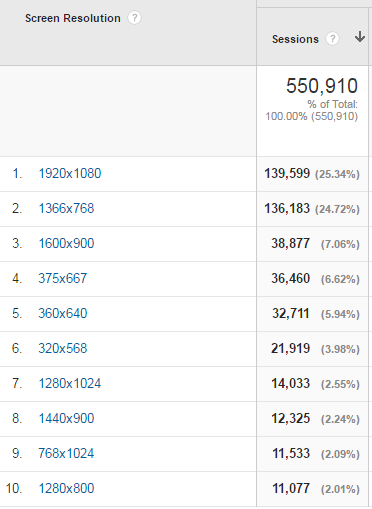 Screen Resolution ?
Sessions ?
550,910
% of Total:
100.00% (550,910)
1. 1920x1080 139,599 (25.34%)
2. 1366x768 136,183 (24.72%)
3. 1600x900 38,877 (7.06%)
4. 375x667 36,460 (6.62%)
5. 360x640 32,711 (5.94%)
6. 320x568 21,919 (3.98%)
7. 1280x1024 14,033 (2.55%)
8. 1440x900 12,325 (2.24%)
9. 768x1024 11,533 (2.09%)
10. 1280x800 11,077 (2.01%)